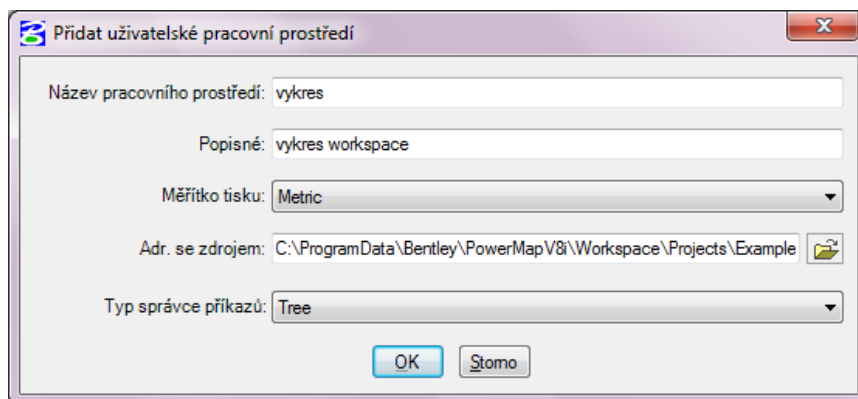 Přidat uživatelské pracovní prostředí
Název pracovního prostředí: vykres
Popisné: vykres workspace
Měřítko tisku: Metric
Adr. se zdrojem: C:\ProgramData\Bentley\PowerMapV8i\Workspace\Projects\Example
Typ správce příkazů: Tree
OK Storno